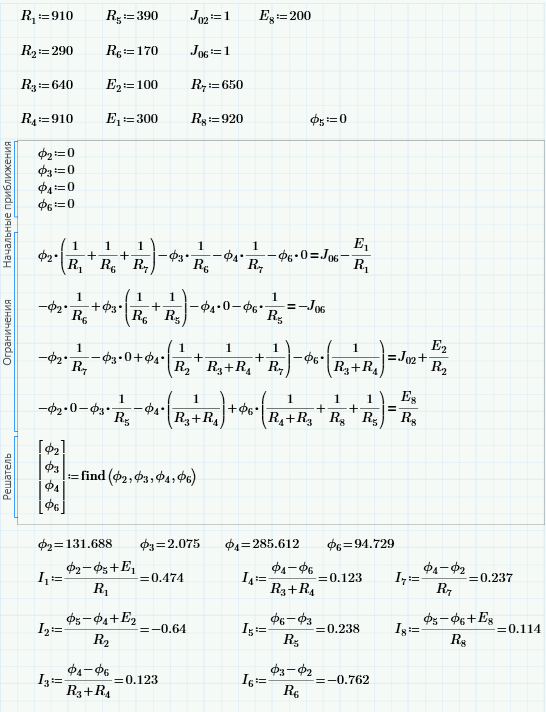 R₁:=910 R₅:=390 J₀₂:=1 E₈:=200
R₂:=290 R₆:=170 J₀₆:=1
R₃:=640 E₂:=100 R₇:=650
R₄:=910 E₁:=300 R₈:=920 ϕ₅:=0
Начальные приближения
ϕ₂:=0
ϕ₃:=0
ϕ₄:=0
ϕ₆:=0
Ограничения
ϕ₂·(1/R₁+1/R₆+1/R₇)−ϕ₃·1/R₆−ϕ₄·1/R₇−ϕ₆·0=J₀₆−E₁/R₁
−ϕ₂·1/R₆+ϕ₃·(1/R₆+1/R₅)−ϕ₄·0−ϕ₆·1/R₅=−J₀₆
−ϕ₂·1/R₇−ϕ₃·0+ϕ₄·(1/R₂+1/(R₃+R₄)+1/R₇)−ϕ₆·(1/(R₃+R₄))=J₀₂+E₂/R₂
−ϕ₂·0−ϕ₃·1/R₅−ϕ₄·(1/(R₃+R₄))+ϕ₆·(1/(R₄+R₃)+1/R₈+1/R₅)=E₈/R₈
Решатель
[ϕ₂ ϕ₃ ϕ₄ ϕ₆]:=find(ϕ₂,ϕ₃,ϕ₄,ϕ₆)
ϕ₂=131.688 ϕ₃=2.075 ϕ₄=285.612 ϕ₆=94.729
I₁:=(ϕ₂−ϕ₅+E₁)/R₁=0.474 I₄:=(ϕ₄−ϕ₆)/(R₃+R₄)=0.123 I₇:=(ϕ₄−ϕ₂)/R₇=0.237
I₂:=(ϕ₅−ϕ₄+E₂)/R₂=−0.64 I₅:=(ϕ₆−ϕ₃)/R₅=0.238 I₈:=(ϕ₅−ϕ₆+E₈)/R₈=0.114
I₃:=(ϕ₄−ϕ₆)/(R₃+R₄)=0.123 I₆:=(ϕ₃−ϕ₂)/R₆=−0.762